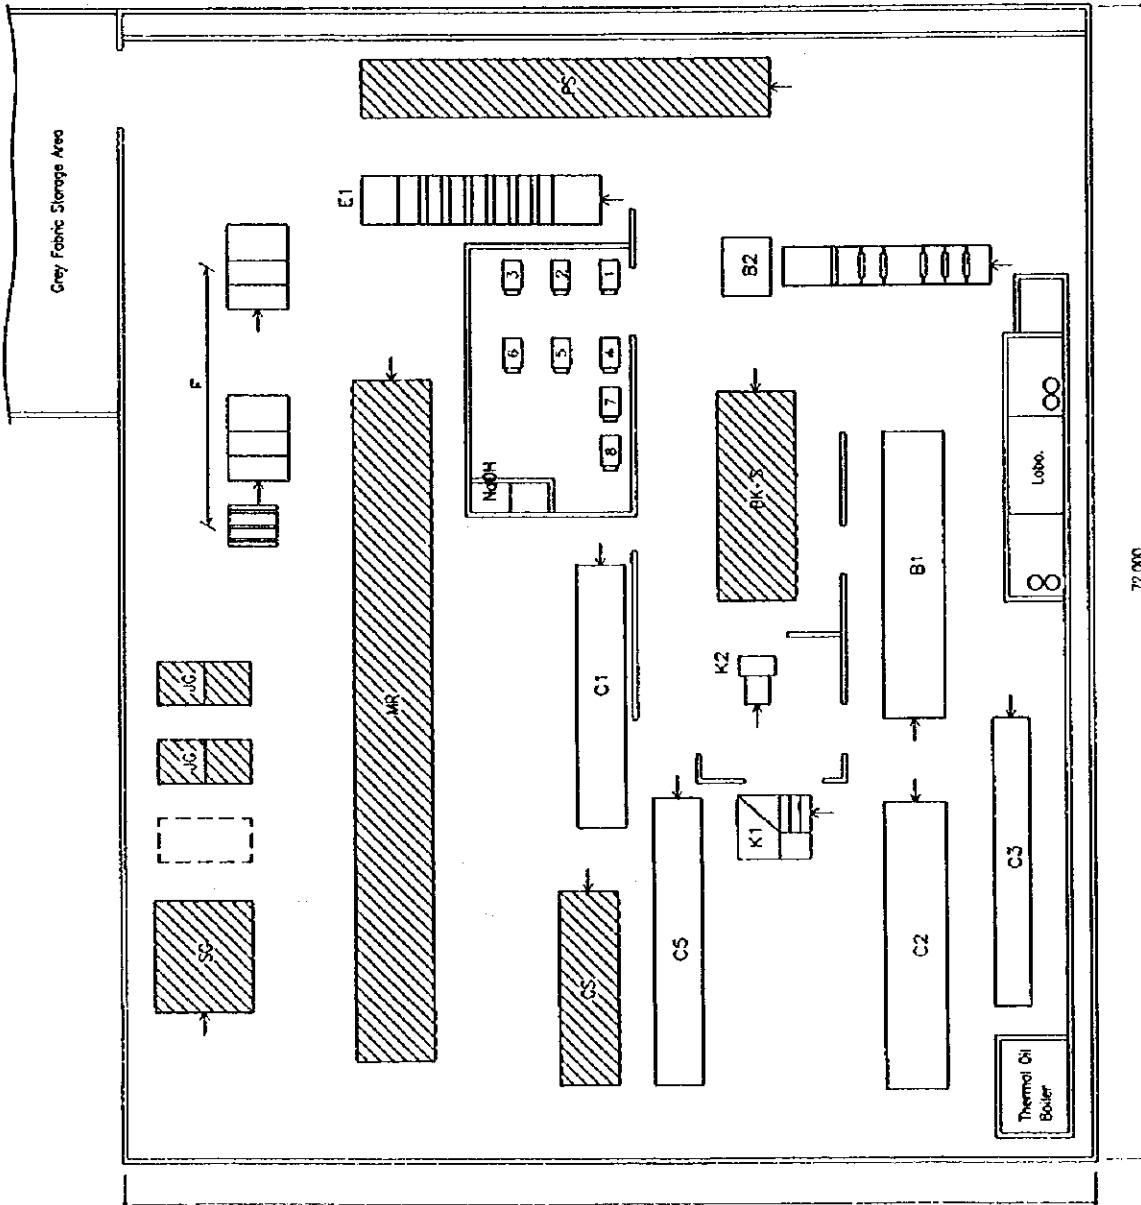 Grey Fabric Storage Area
PS
E1
F
3
2
1
6
5
4
7
8
NaOH
B2
MR
BK-S
Labo.
B1
72,000
C1
K2
JG
JG
K1
C3
SG
CS
C5
C2
Thermal Oil
Boiler